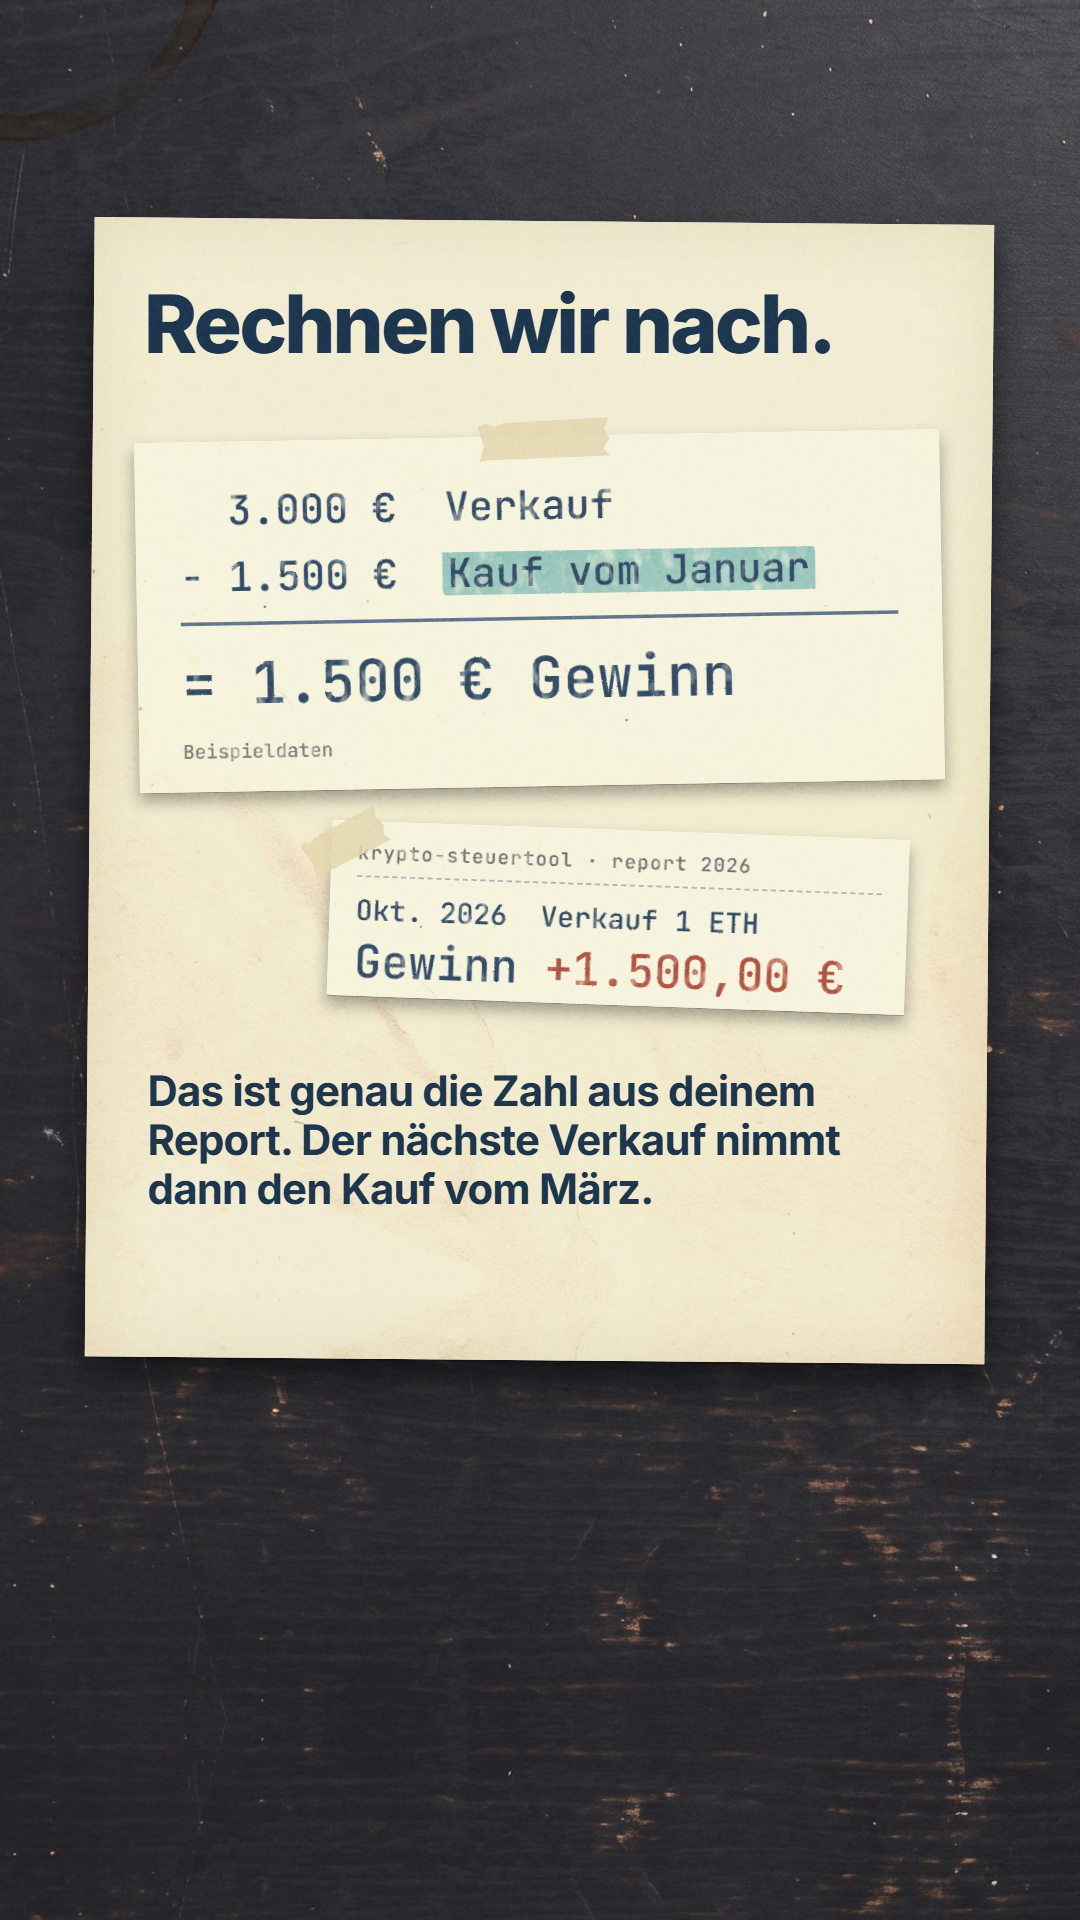 Rechnen wir nach.
3.000 € Verkauf
- 1.500 € Kauf vom Januar
= 1.500 € Gewinn
Beispieldaten
krypto-steuertool · report 2026
Okt. 2026 Verkauf 1 ETH
Gewinn +1.500,00 €
Das ist genau die Zahl aus deinem
Report. Der nächste Verkauf nimmt
dann den Kauf vom März.